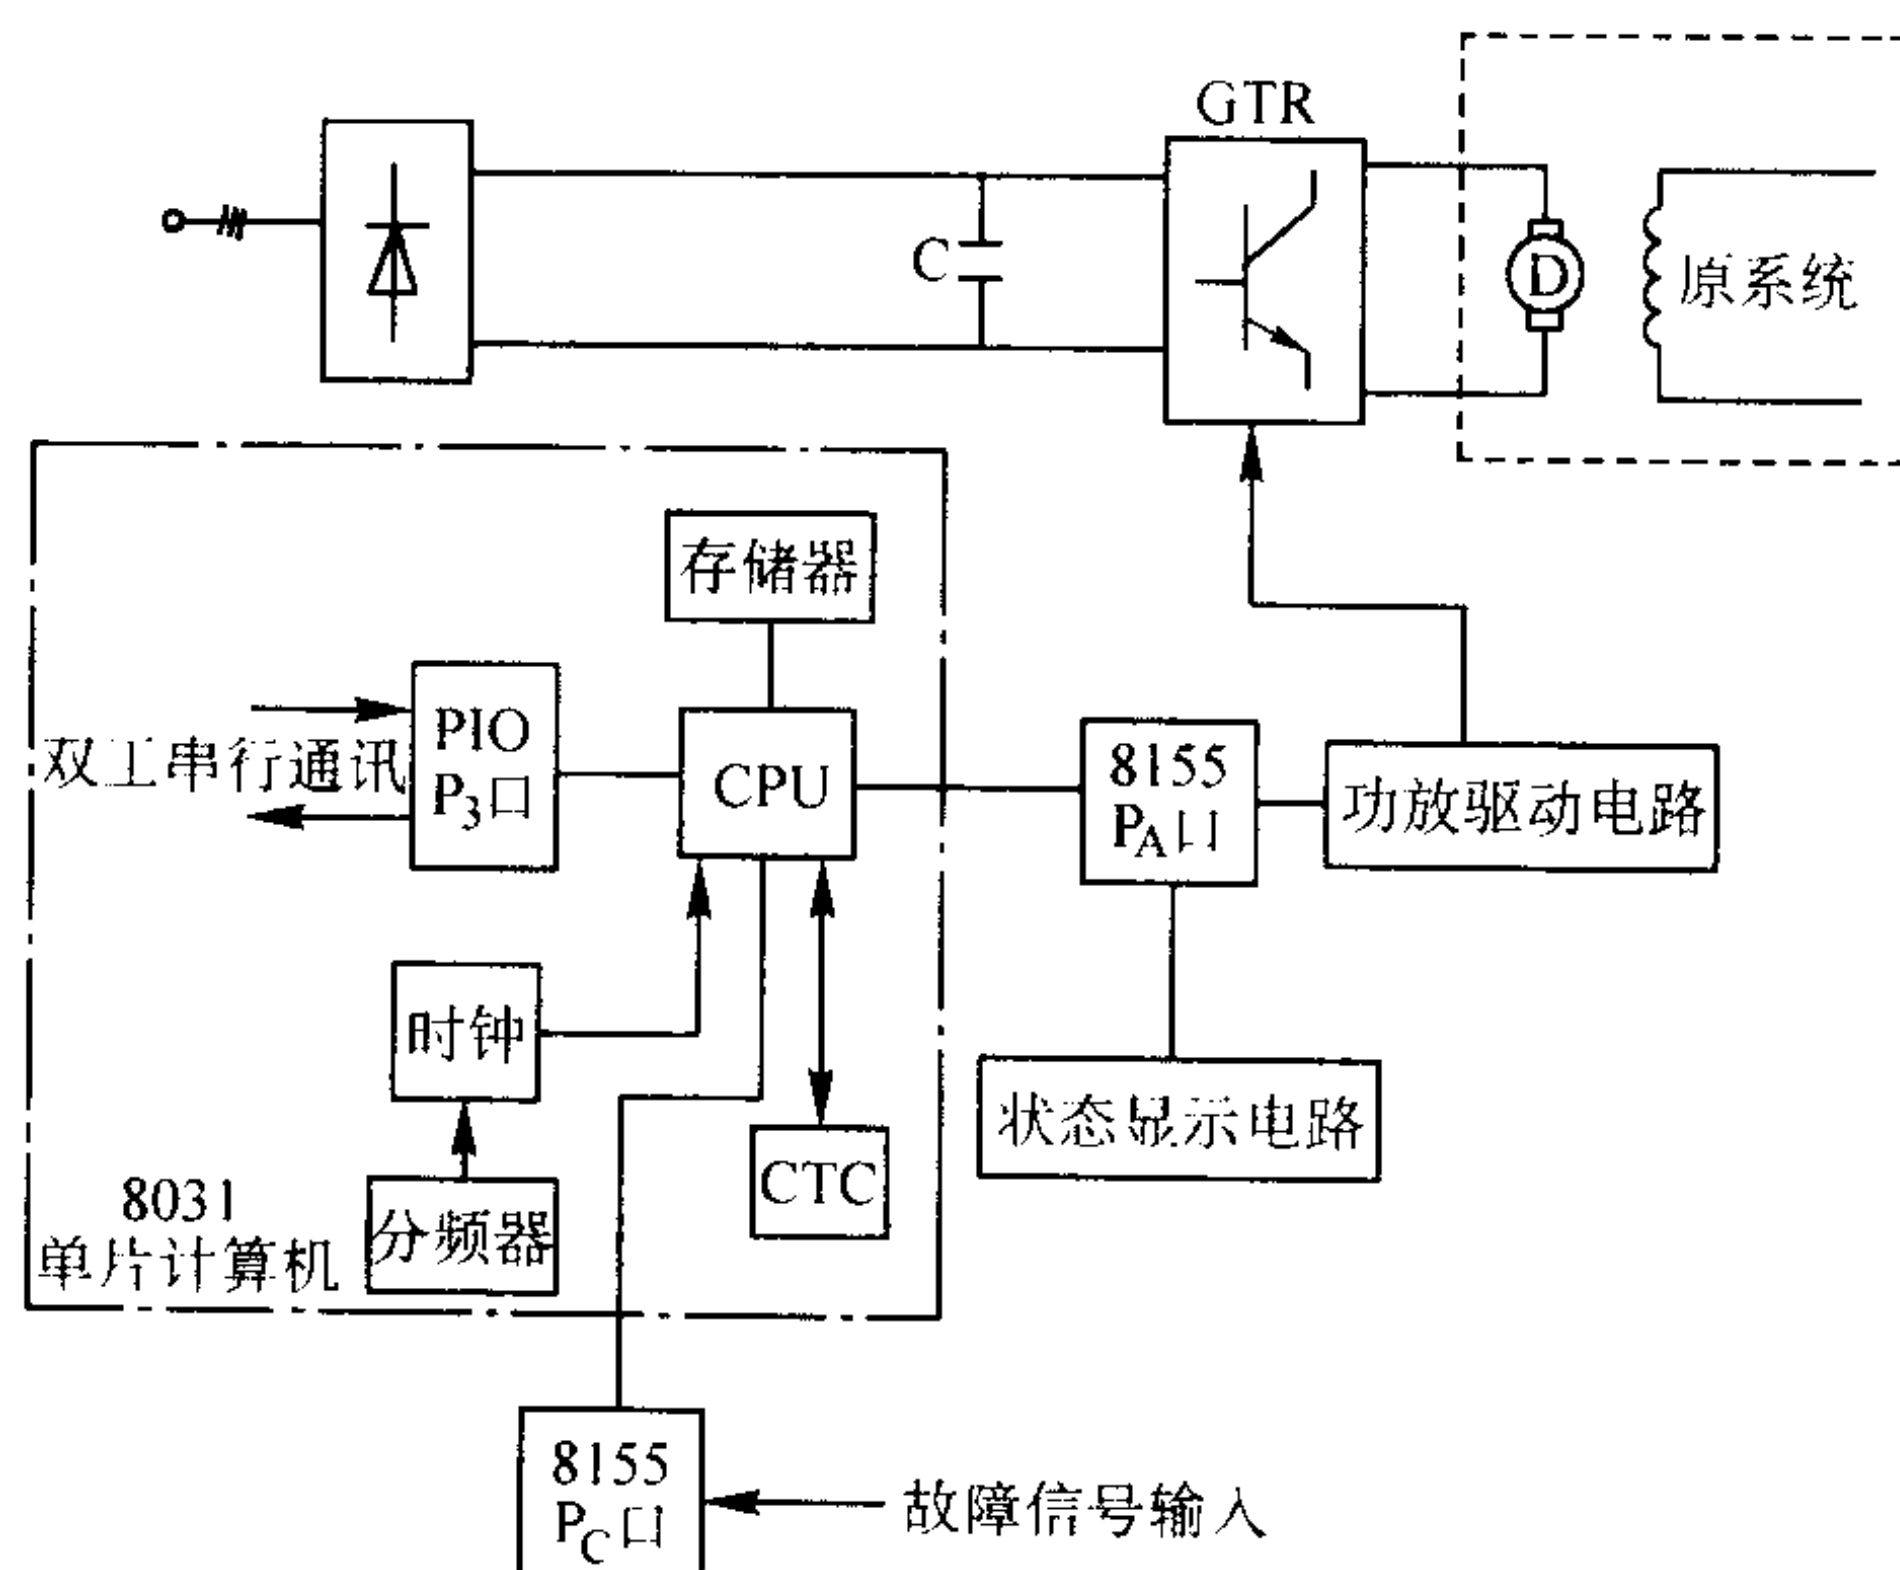 GTR
C
D
原系统
存储器
PIO
P3口
双工串行通讯
CPU
8155
PA口
功放驱动电路
时钟
状态显示电路
CTC
8031
单片计算机
分频器
8155
PC口
故障信号输入